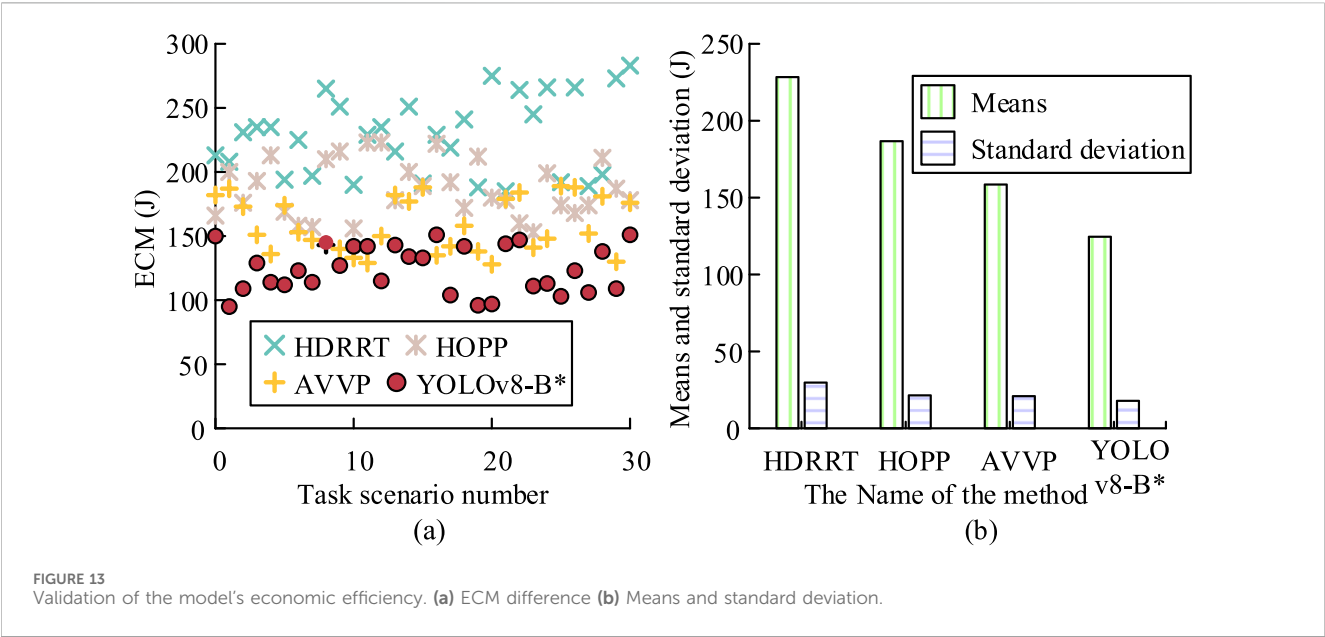 300
250
200
150
100
50
0
ECM (J)
HDRRT
HOPP
AVVP
YOLOv8-B*
0
10
20
30
Task scenario number
(a)
250
200
150
100
50
0
Means and standard deviation (J)
Means
Standard deviation
HDRRT
HOPP
AVVP
YOLO
v8-B*
The Name of the method
(b)
FIGURE 13
Validation of the model's economic efficiency. (a) ECM difference (b) Means and standard deviation.